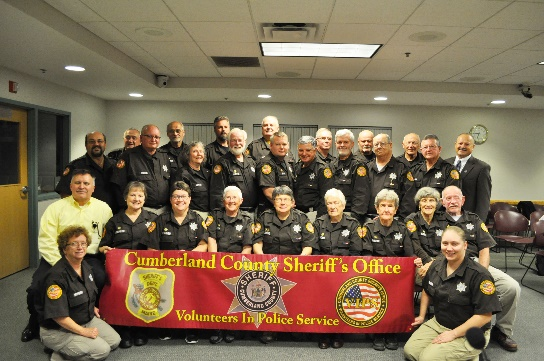 Cumberland County Sheriff's Office
Volunteers In Police Service